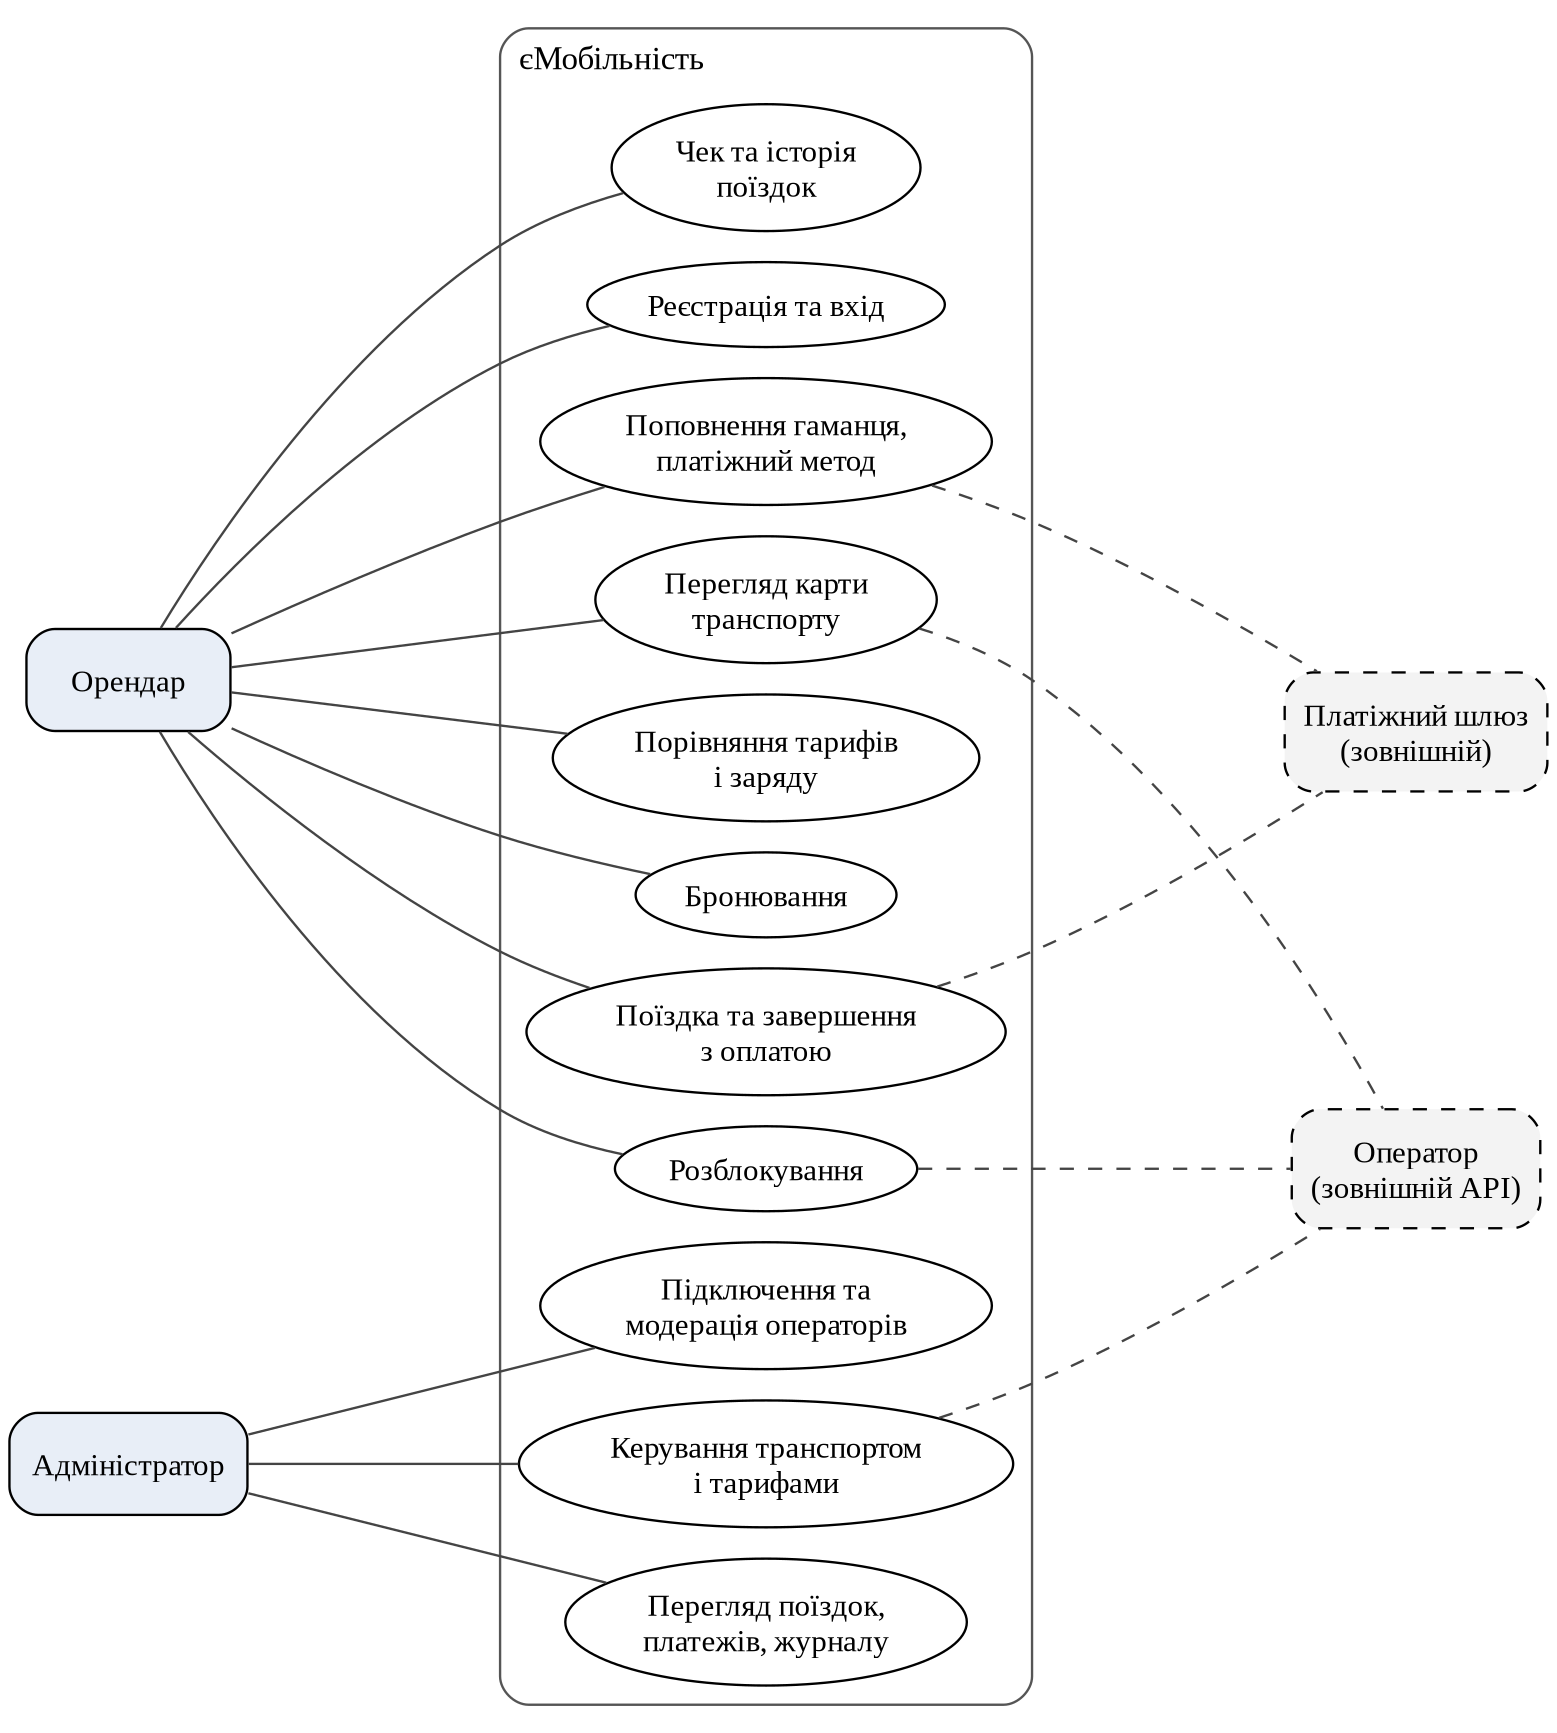 єМобільність
Чек та історія
поїздок
Реєстрація та вхід
Поповнення гаманця,
платіжний метод
Перегляд карти
транспорту
Орендар
Порівняння тарифів
і заряду
Платіжний шлюз
(зовнішній)
Бронювання
Поїздка та завершення
з оплатою
Розблокування
Оператор
(зовнішній API)
Підключення та
модерація операторів
Адміністратор
Керування транспортом
і тарифами
Перегляд поїздок,
платежів, журналу